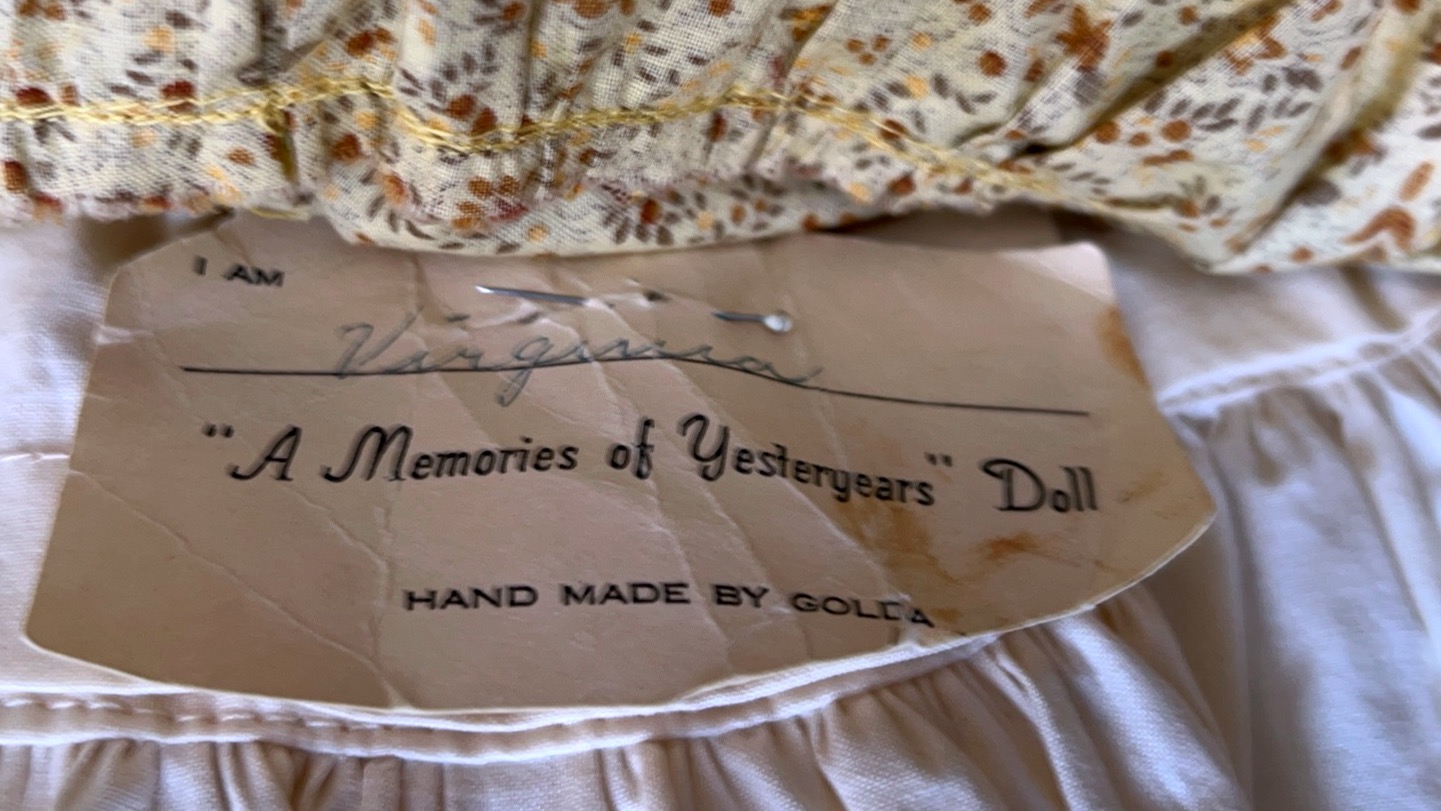 I AM
Virginia
"A Memories of Yesteryears" Doll
HAND MADE BY GOLDA